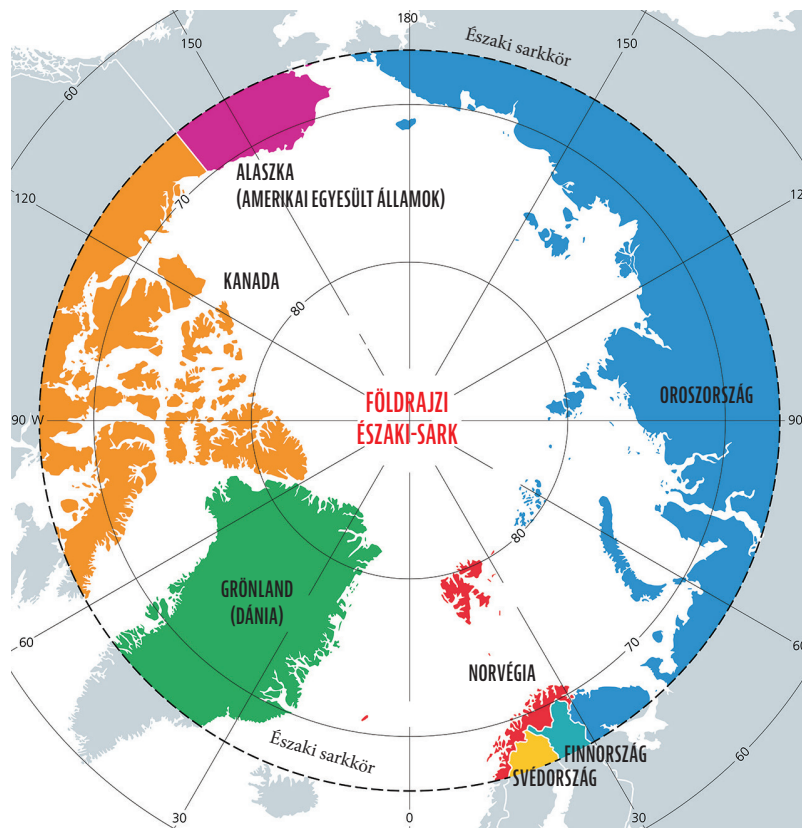 180
150
Északi sarkkör
150
60
60
ALASZKA
(AMERIKAI EGYESÜLT ÁLLAMOK)
70
120
12
KANADA
80
FÖLDRAJZI
ÉSZAKI-SARK
OROSZORSZÁG
90 W
90
80
GRÖNLAND
(DÁNIA)
60
70
NORVÉGIA
Északi sarkkör
FINNORSZÁG
SVÉDORSZÁG
60
30
0
30